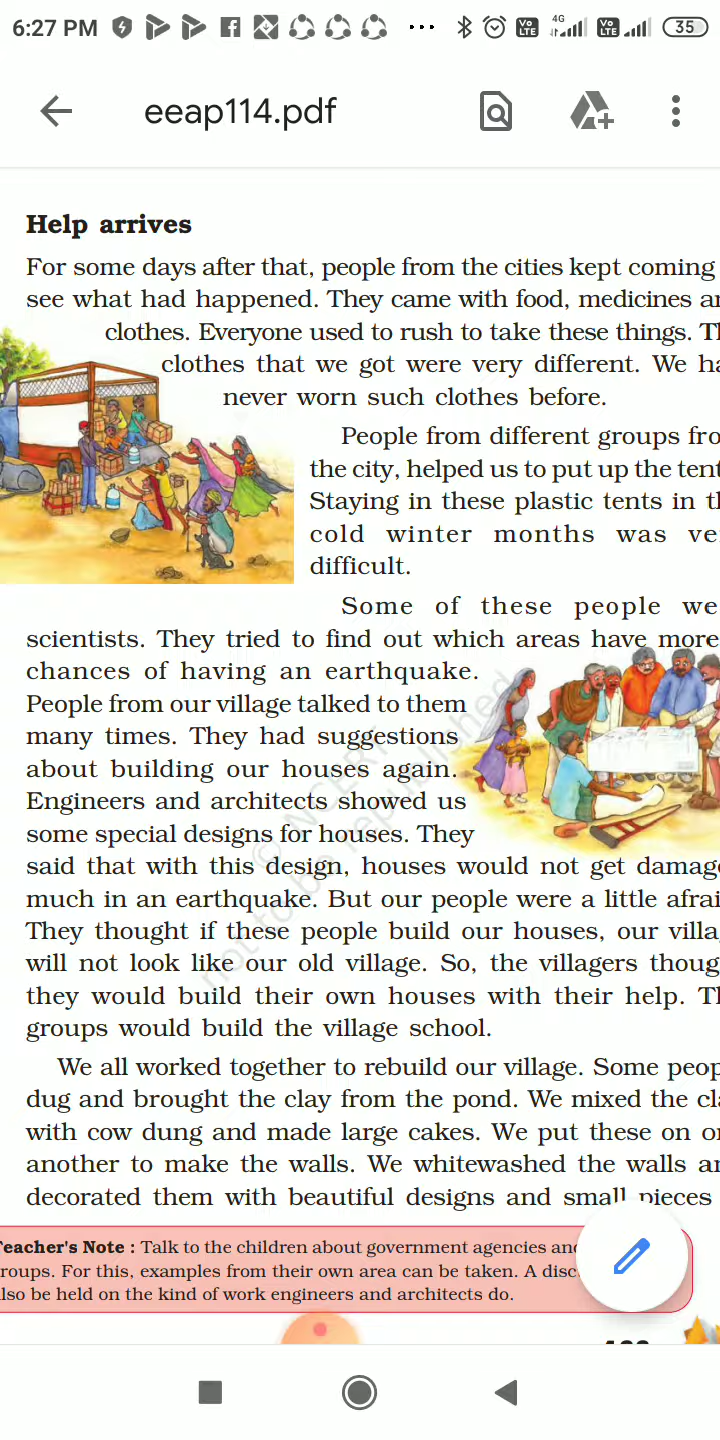 6:27 PM
4G
Vo LTE
Vo LTE
35
eeap114.pdf
Help arrives
For some days after that, people from the cities kept coming
see what had happened. They came with food, medicines
clothes. Everyone used to rush to take these things.
clothes that we got were very different. We
never worn such clothes before.
People from different groups
the city, helped us to put up the
Staying in these plastic tents in
cold winter months was
difficult.
Some of these people
scientists. They tried to find out which areas have more
chances of having an earthquake.
People from our village talked to them
many times. They had suggestions
about building our houses again.
Engineers and architects showed us
some special designs for houses. They
said that with this design, houses would not get
much in an earthquake. But our people were a little
They thought if these people build our houses, our
will not look like our old village. So, the villagers
they would build their own houses with their help.
groups would build the village school.
We all worked together to rebuild our village. Some
dug and brought the clay from the pond. We mixed the
with cow dung and made large cakes. We put these on
another to make the walls. We whitewashed the walls
decorated them with beautiful designs and small pieces
© NCERT
not to be republished
Teacher's Note : Talk to the children about government agencies
For this, examples from their own area can be taken. A
be held on the kind of work engineers and architects do.